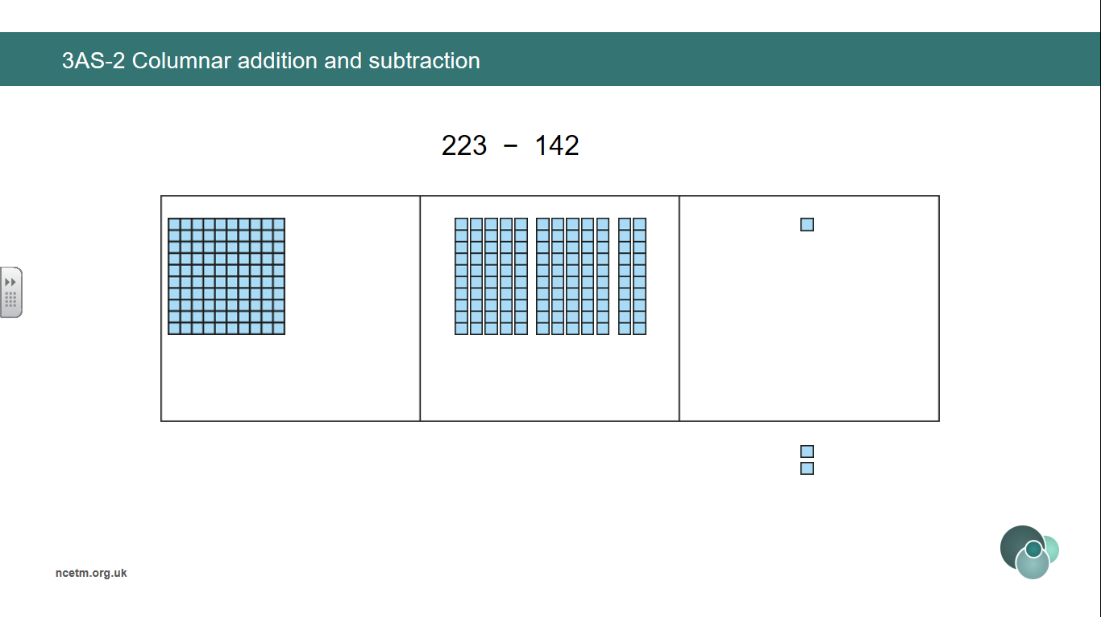 3AS-2 Columnar addition and subtraction
223 − 142
ncetm.org.uk